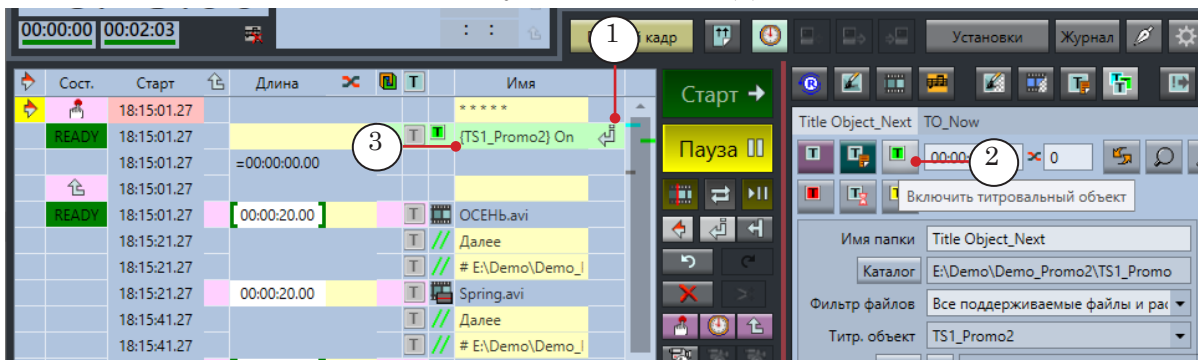 00:00:00 00:02:03 : : кадр Установки Журнал
1
Сост. Старт Длина T Имя
18:15:01.27 * * * * *
READY 18:15:01.27 T T {TS1_Promo2} On
3
18:15:01.27 =00:00:00.00
18:15:01.27
READY 18:15:01.27 00:00:20.00 T ОСЕНЬ.avi
18:15:21.27 T // Далее
18:15:21.27 T // # E:\Demo\Demo_
18:15:21.27 00:00:20.00 T Spring.avi
18:15:41.27 T // Далее
18:15:41.27 T // # E:\Demo\Demo_
Старт
Пауза
Title Object_Next TO_Now
T T T 00:00 2 0
T T Включить титровальный объект
Имя папки Title Object_Next
Каталог E:\Demo\Demo_Promo2\TS1_Promo
Фильтр файлов Все поддерживаемые файлы и рас
Титр. объект TS1_Promo2